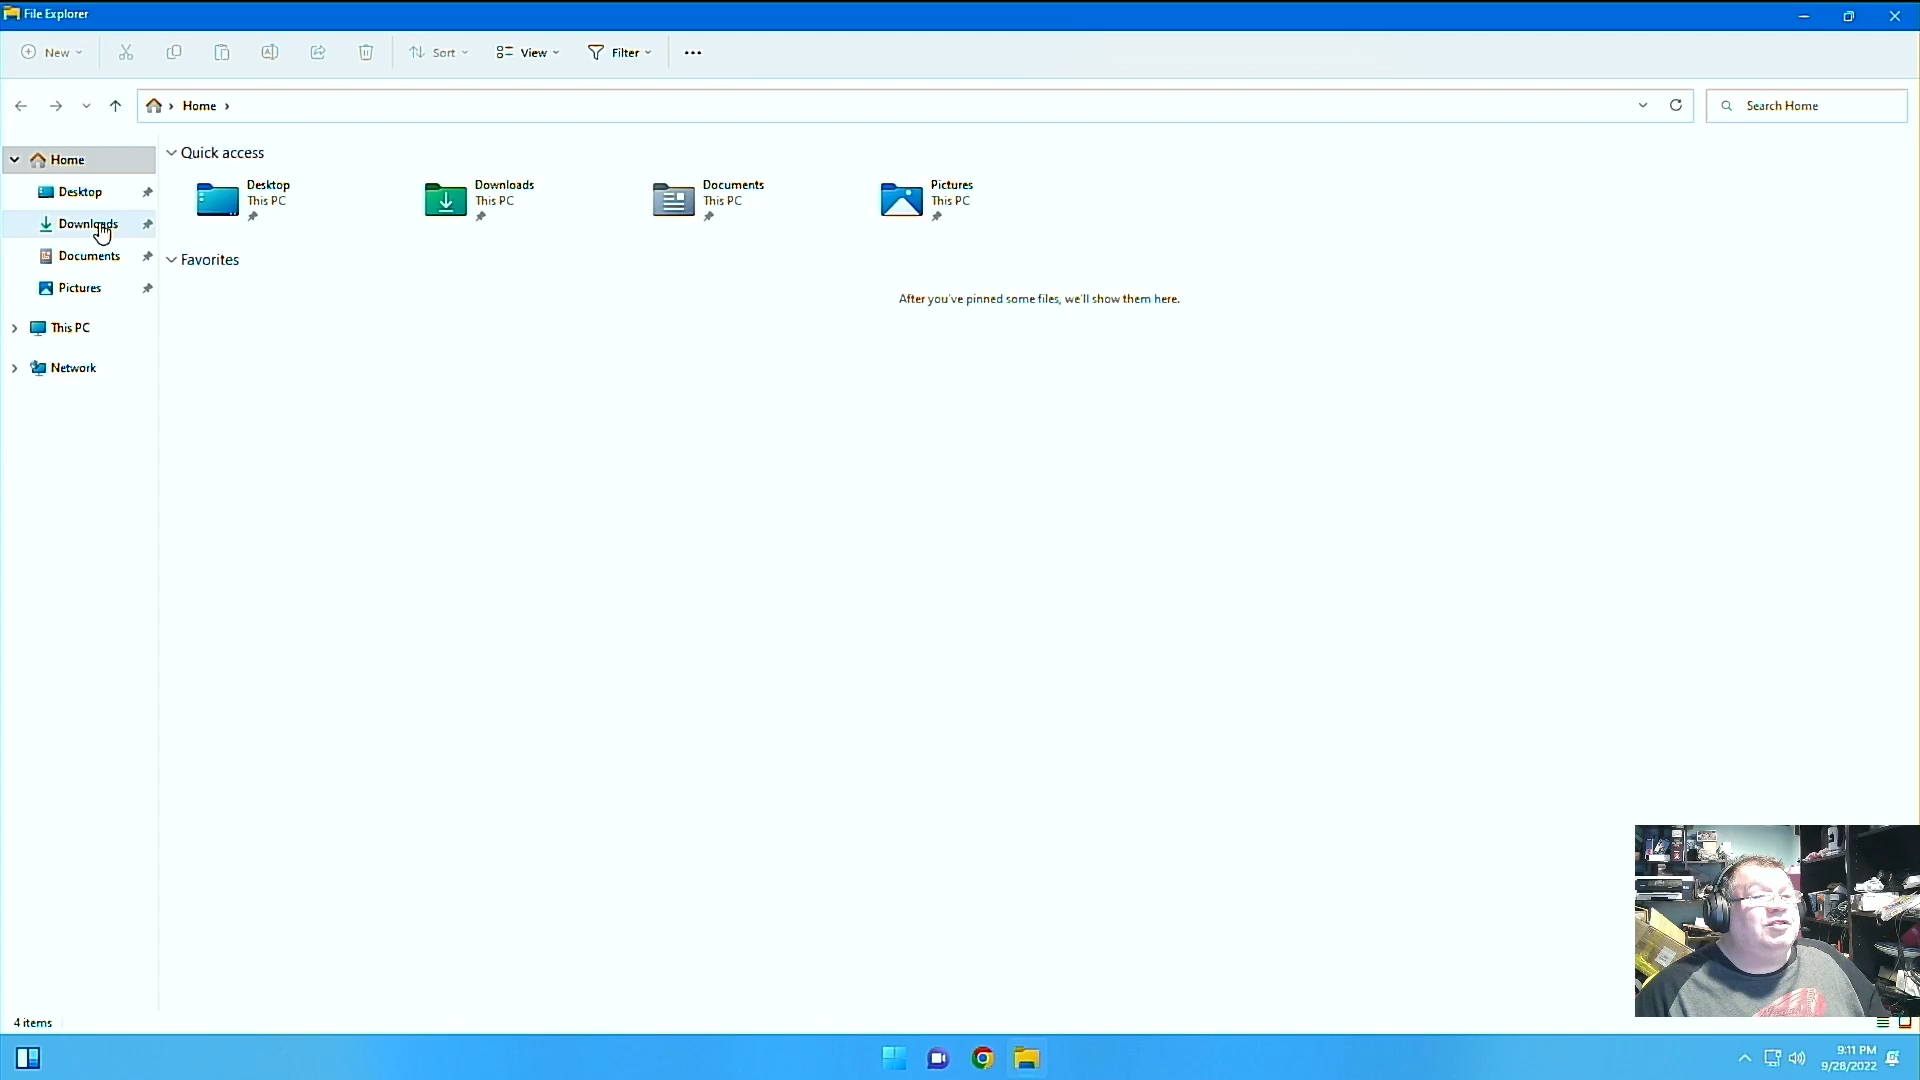 File Explorer
New
Sort
View
Filter
Home
Search Home
Home
Desktop
Downloads
Documents
Pictures
This PC
Network
Quick access
Desktop
This PC
Downloads
This PC
Documents
This PC
Pictures
This PC
Favorites
After you've pinned some files, we'll show them here.
4 items
9:11 PM
9/28/2022